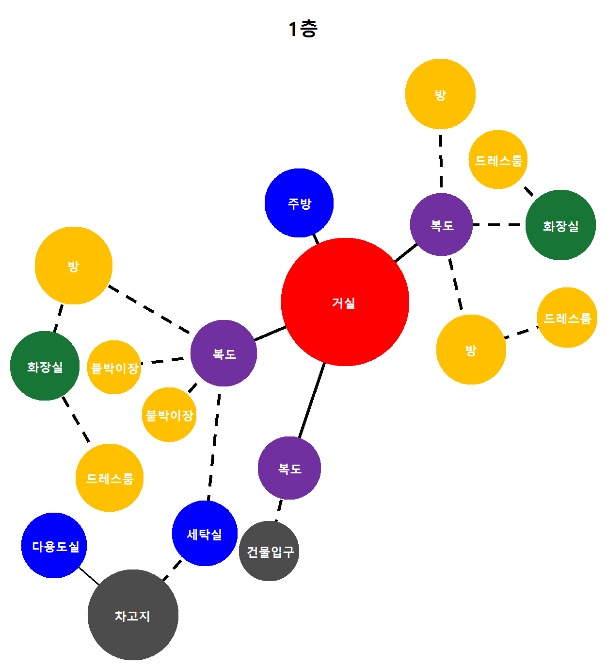 1층
방
드레스룸
주방
복도
화장실
방
거실
드레스룸
복도
방
화장실
붙박이장
붙박이장
복도
드레스룸
세탁실
다용도실
건물입구
차고지